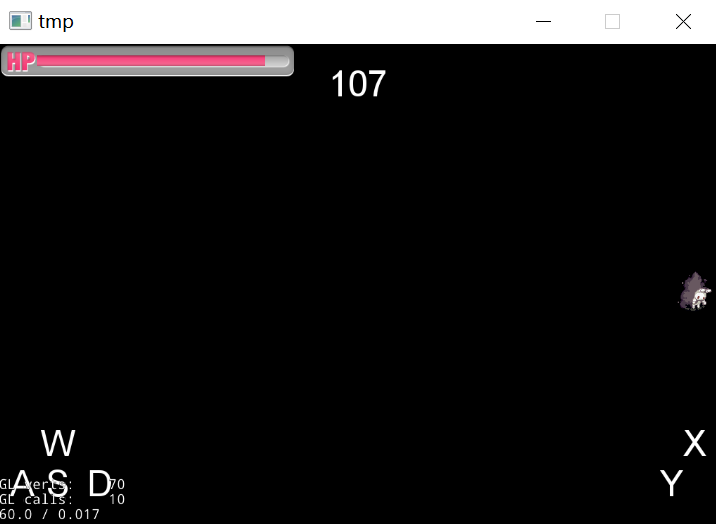 tmp
HP
107
W
X
A S D
Y
GL verts: 70
GL calls: 10
60.0 / 0.017